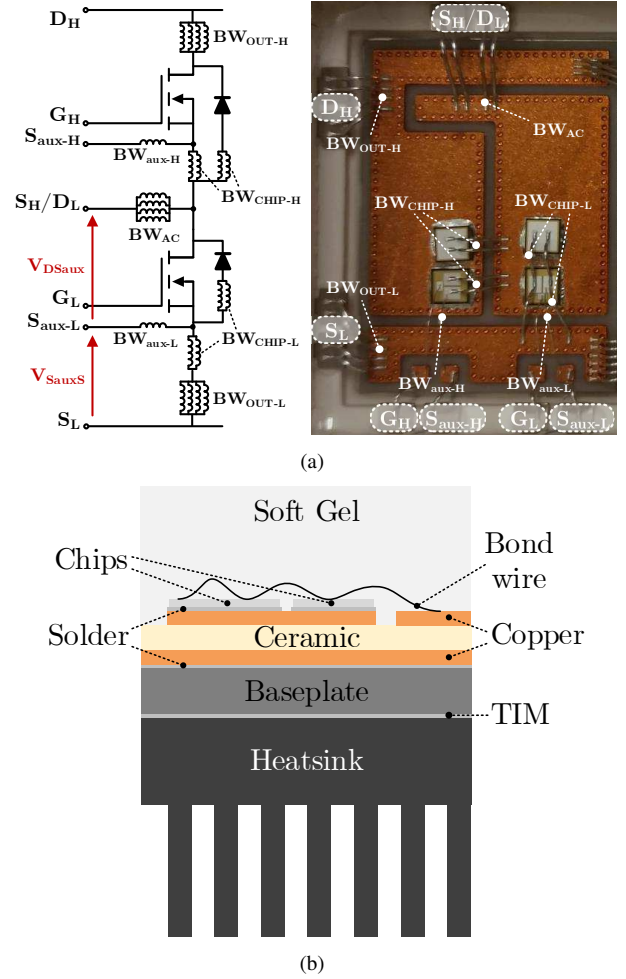 D_H
BW_OUT-H
G_H
S_aux-H
BW_aux-H
BW_CHIP-H
S_H/D_L
BW_AC
V_DSaux
G_L
S_aux-L
BW_aux-L
BW_CHIP-L
V_SauxS
BW_OUT-L
S_L
S_H/D_L
D_H
BW_AC
BW_OUT-H
BW_CHIP-H
BW_CHIP-L
BW_OUT-L
S_L
BW_aux-H
BW_aux-L
G_H
S_aux-H
G_L
S_aux-L
(a)
Soft Gel
Chips
Bond
wire
Solder
Ceramic
Copper
Baseplate
TIM
Heatsink
(b)